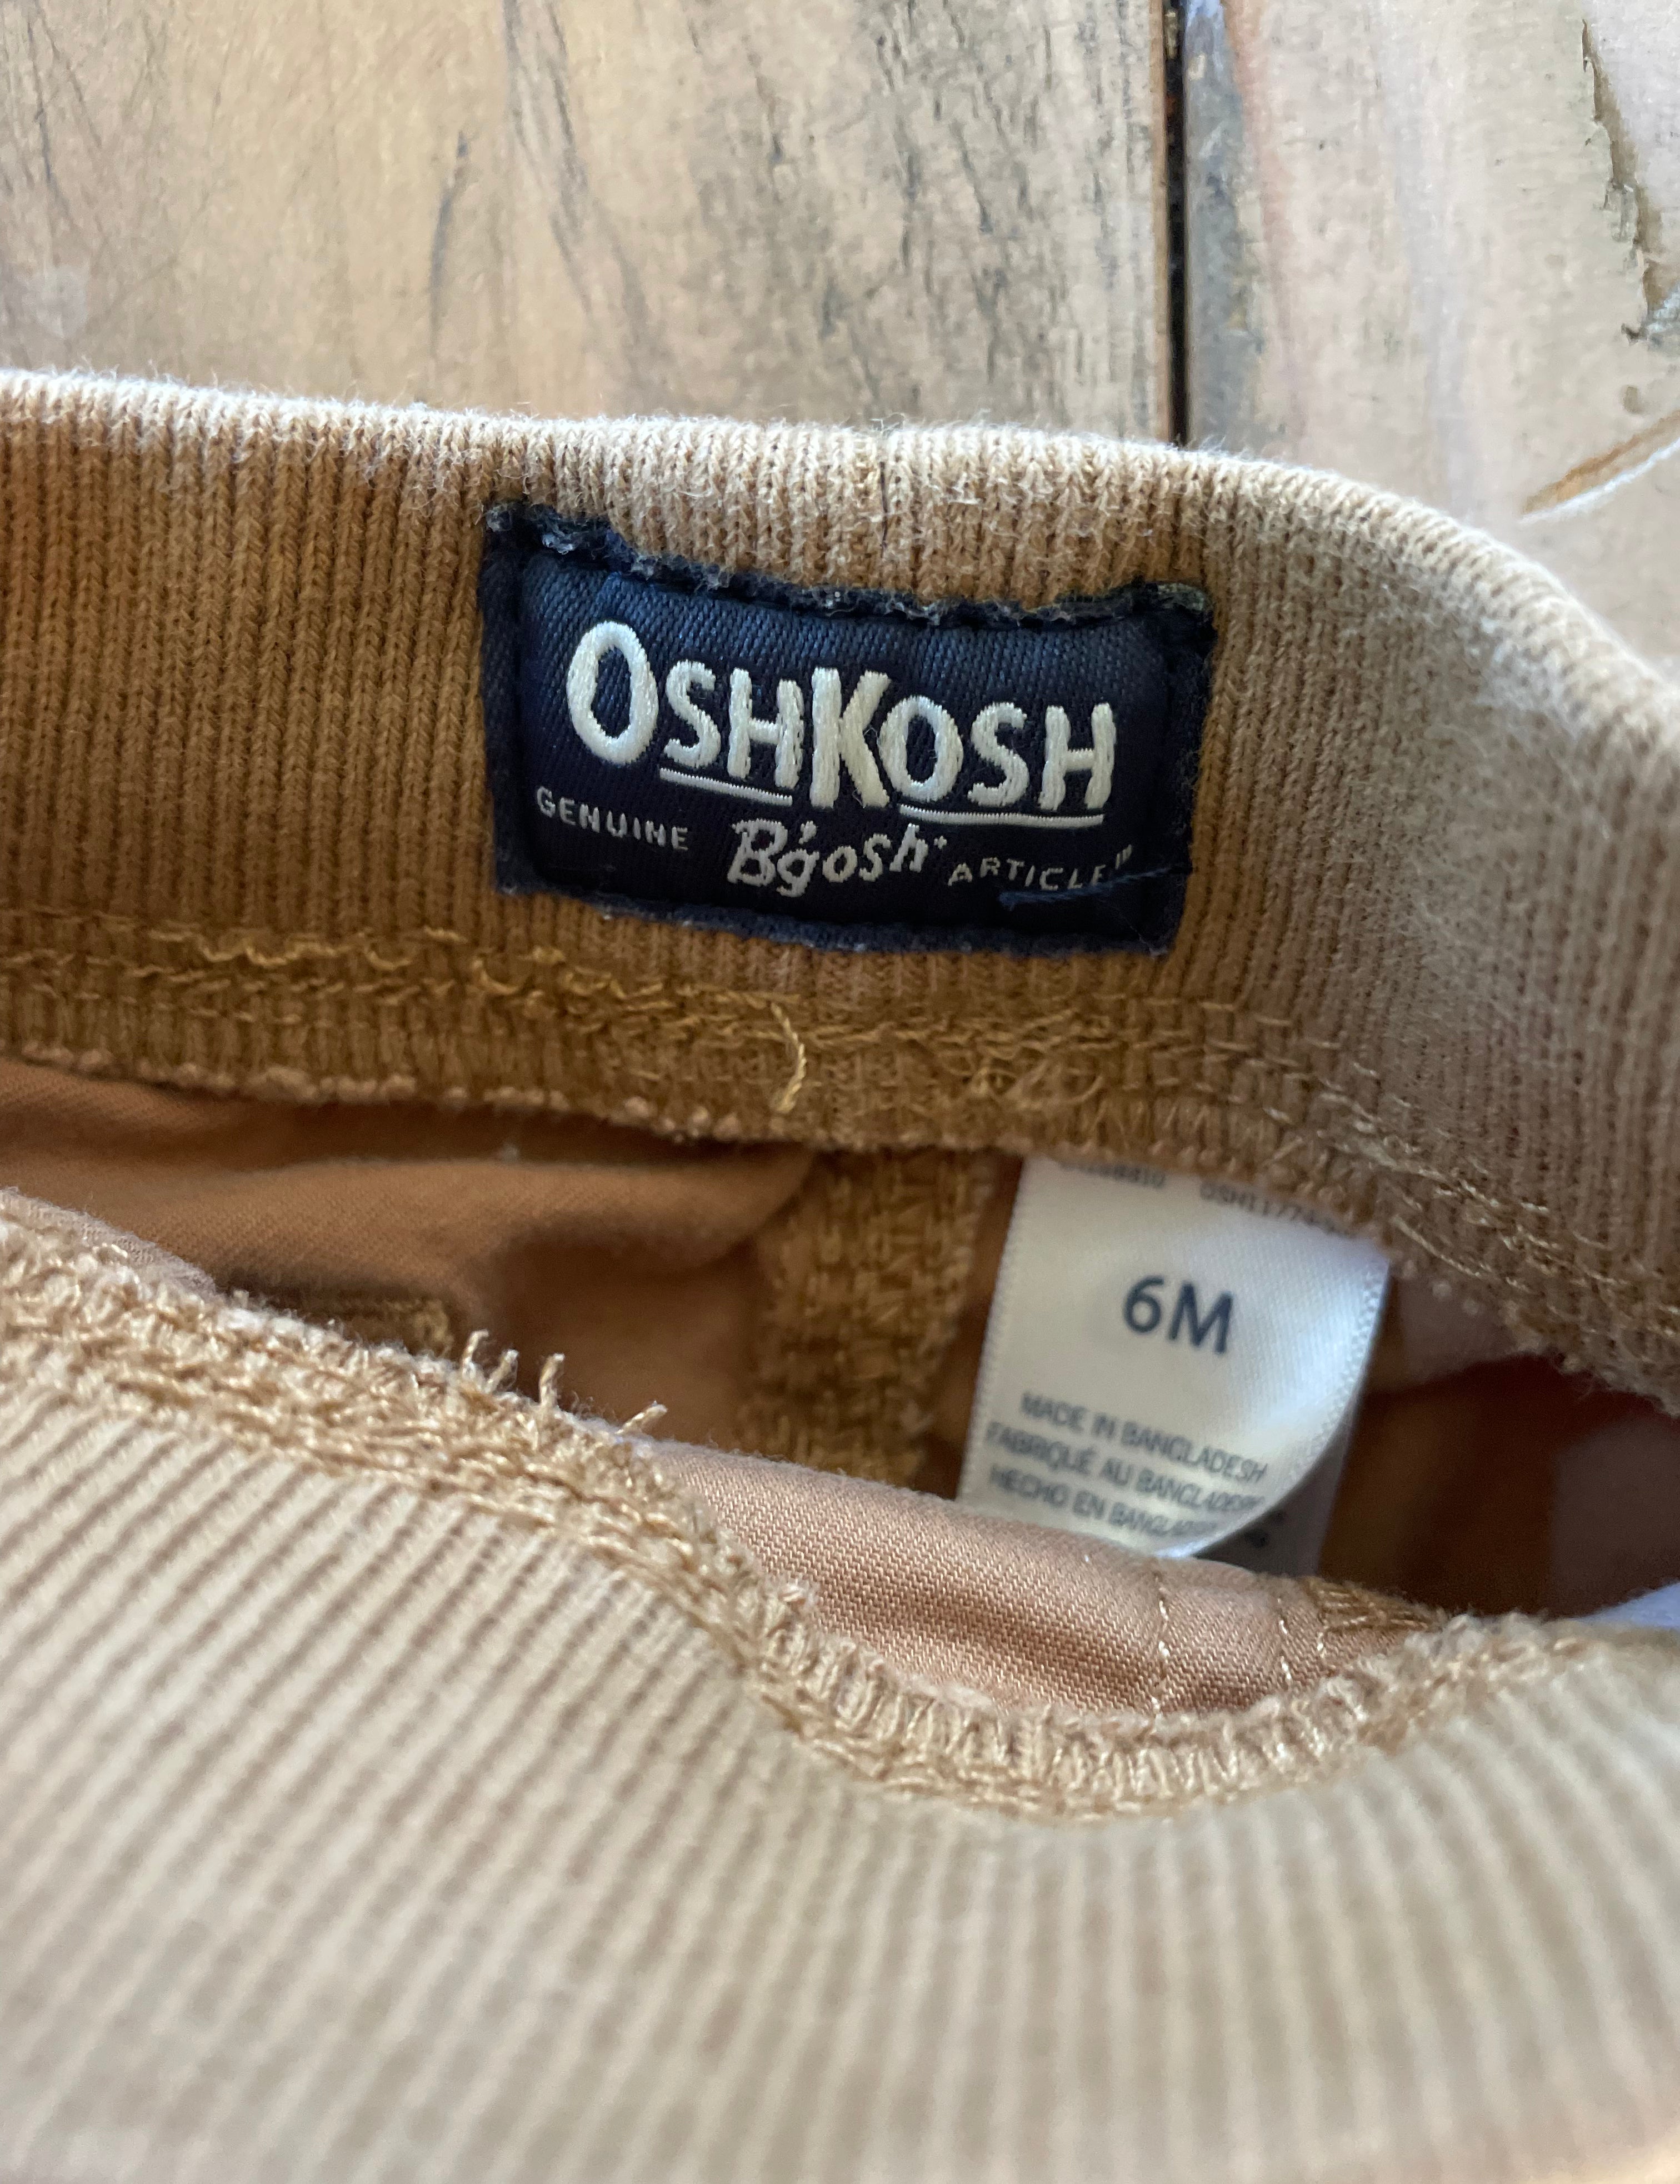 OSHKOSH
GENUINE B'gosh ARTICLE
6M
MADE IN BANGLADESH
FABRIQUÉ AU BANGLADESH
HECHO EN BANGLADESH